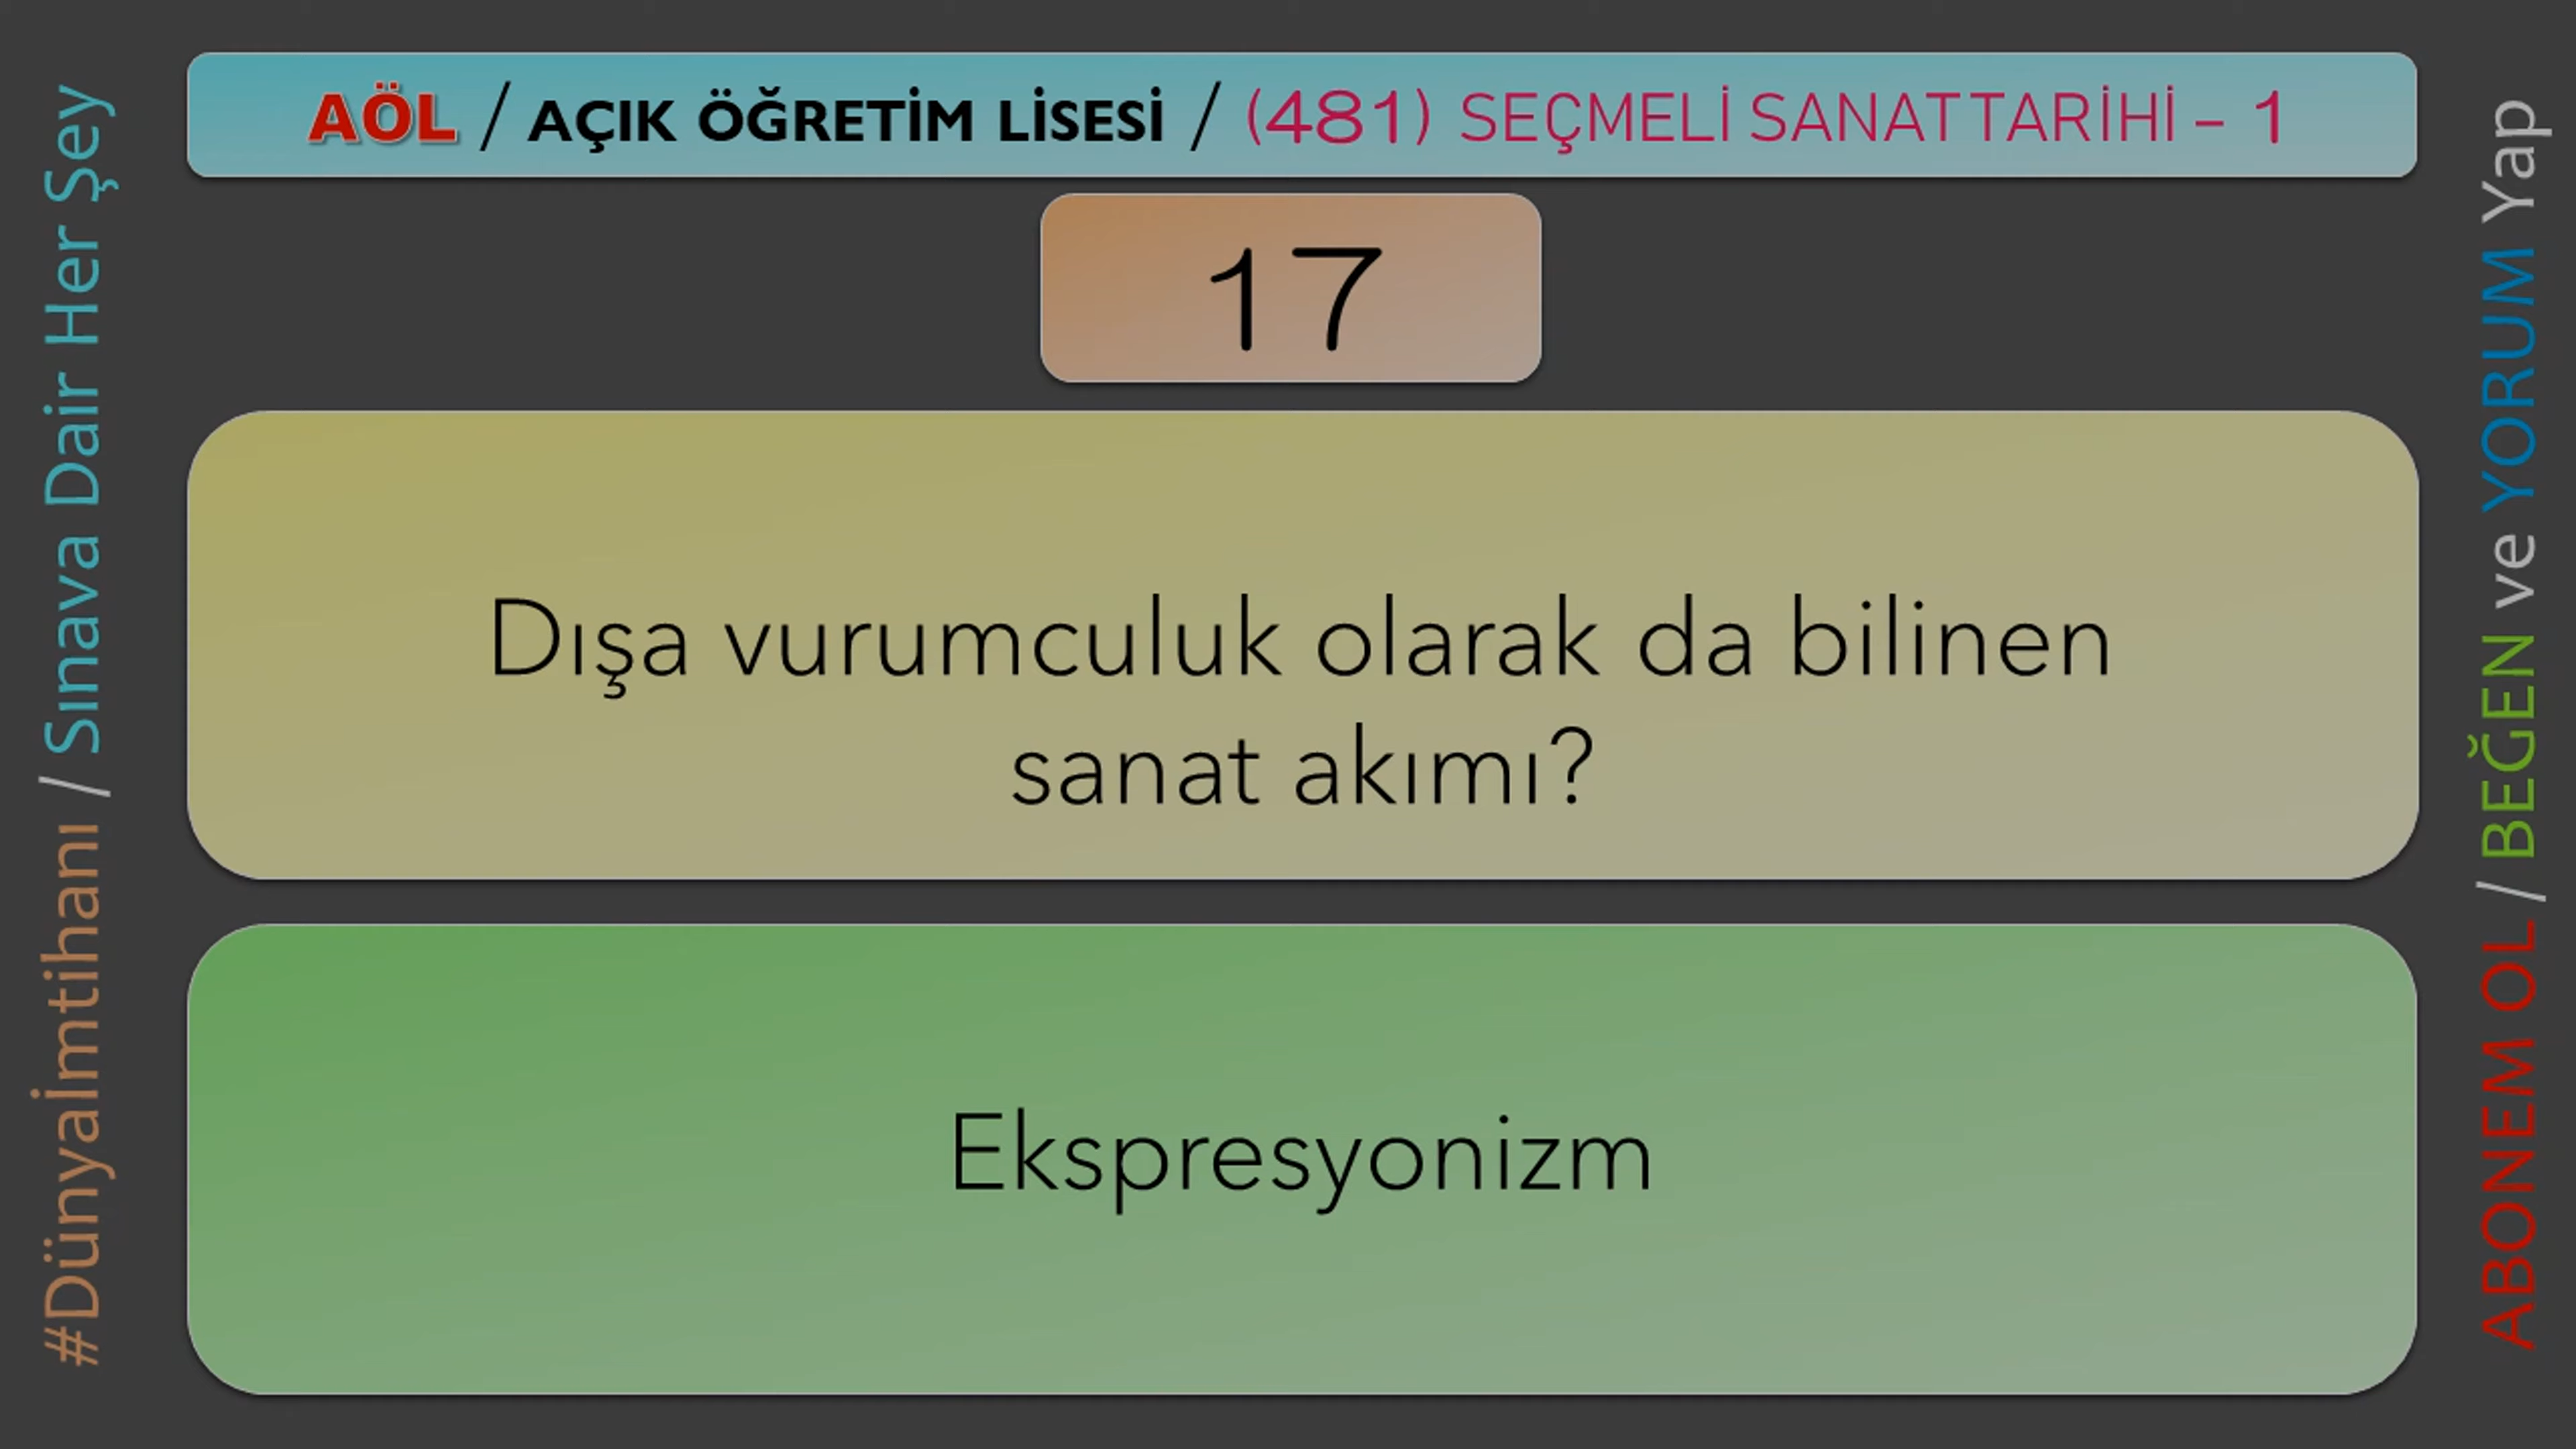 AÖL / AÇIK ÖĞRETİM LİSESİ / (481) SEÇMELİ SANAT TARİHİ – 1
17
Dışa vurumculuk olarak da bilinen
sanat akımı?
Ekspresyonizm
#Dünyaİmtihanı / Sınava Dair Her Şey
ABONEM OL / BEĞEN ve YORUM Yap